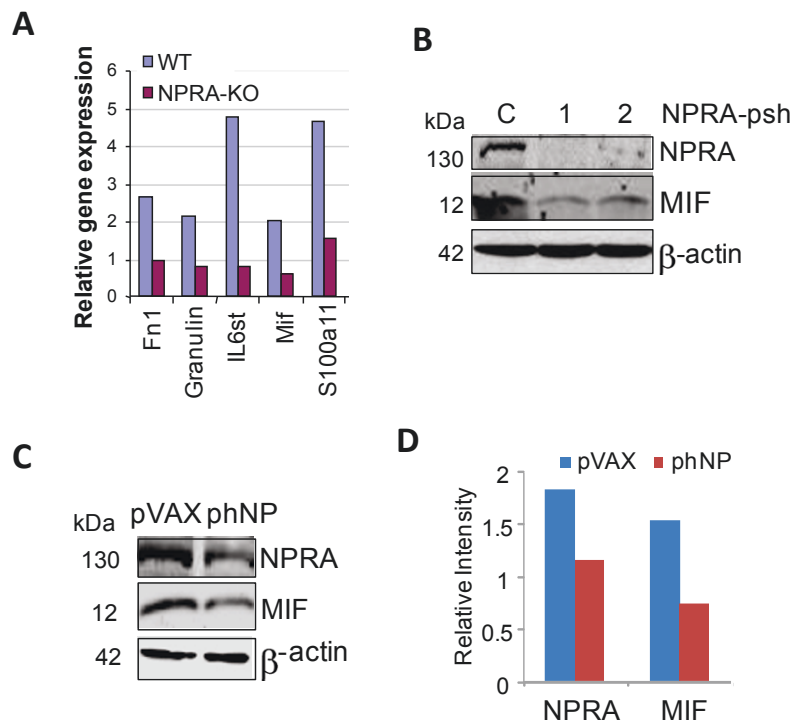 A
WT
NPRA-KO
Relative gene expression
6
5
4
3
2
1
0
Fn1
Granulin
IL6st
Mif
S100a11
B
kDa C 1 2 NPRA-psh
130 NPRA
12 MIF
42 β-actin
C
kDa pVAX phNP
130 NPRA
12 MIF
42 β-actin
D
pVAX phNP
Relative Intensity
2
1.5
1
0.5
0
NPRA MIF